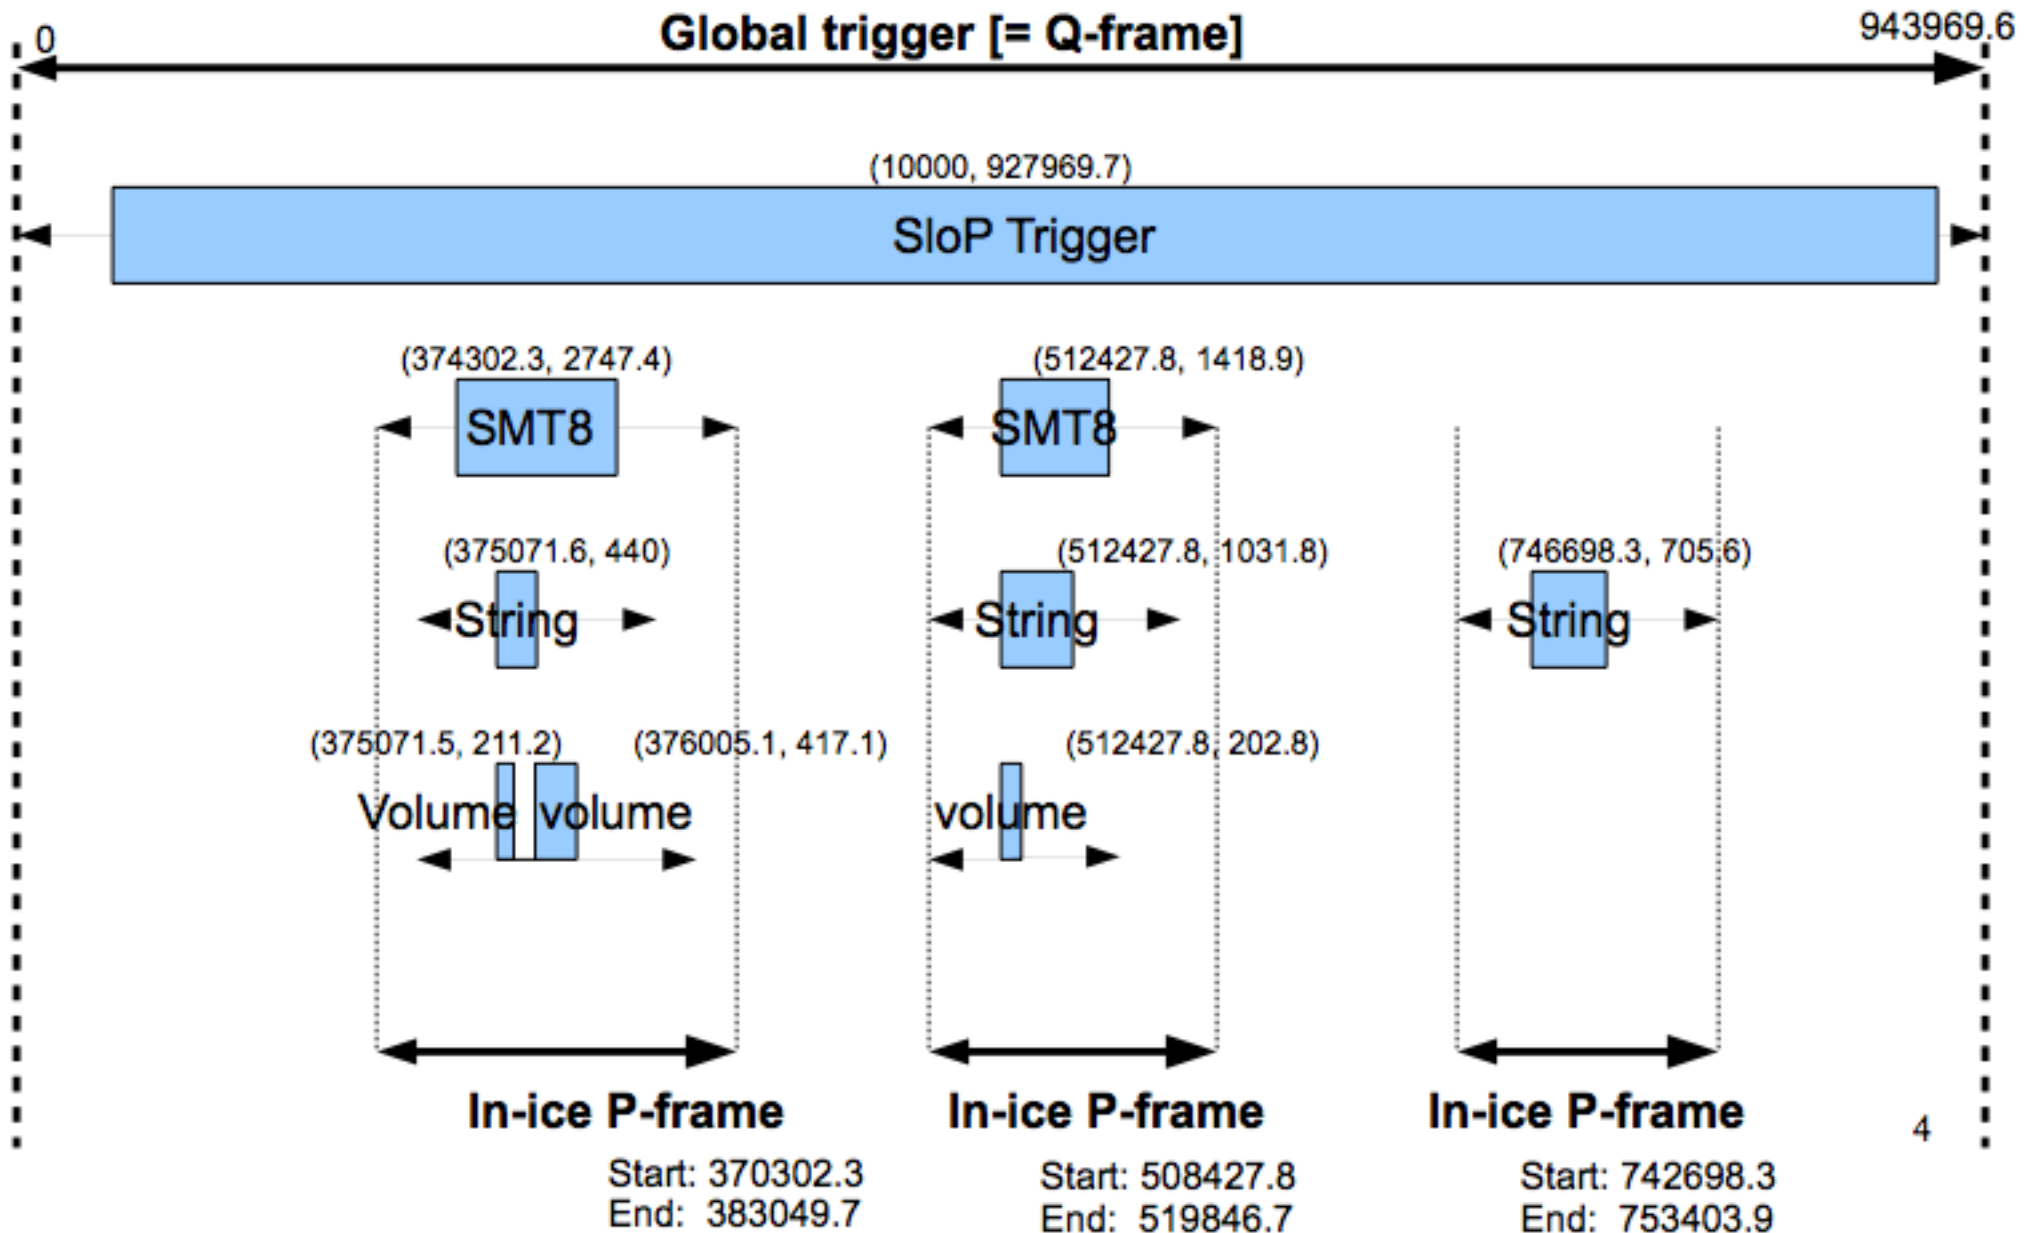 0
Global trigger [= Q-frame]
943969.6
(10000, 927969.7)
SloP Trigger
(374302.3, 2747.4)
(512427.8, 1418.9)
SMT8
SMT8
(375071.6, 440)
(512427.8, 1031.8)
(746698.3, 705.6)
String
String
String
(375071.5, 211.2)
(376005.1, 417.1)
(512427.8, 202.8)
Volume
volume
volume
In-ice P-frame
In-ice P-frame
In-ice P-frame
4
Start: 370302.3
End: 383049.7
Start: 508427.8
End: 519846.7
Start: 742698.3
End: 753403.9